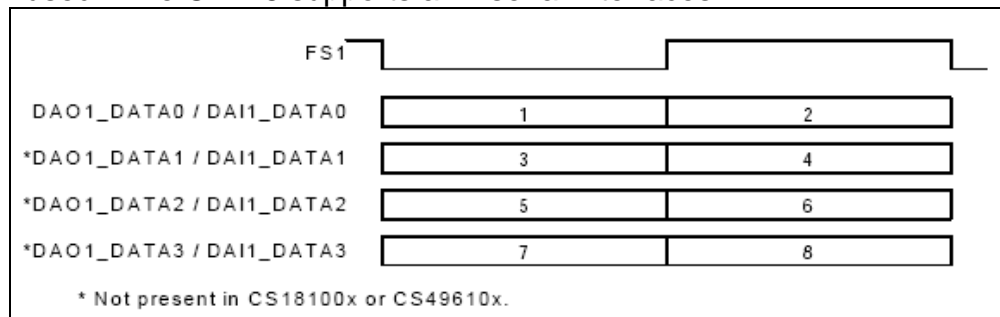 FS1
DAO1_DATA0 / DAI1_DATA0 1 2
*DAO1_DATA1 / DAI1_DATA1 3 4
*DAO1_DATA2 / DAI1_DATA2 5 6
*DAO1_DATA3 / DAI1_DATA3 7 8
* Not present in CS18100x or CS49610x.